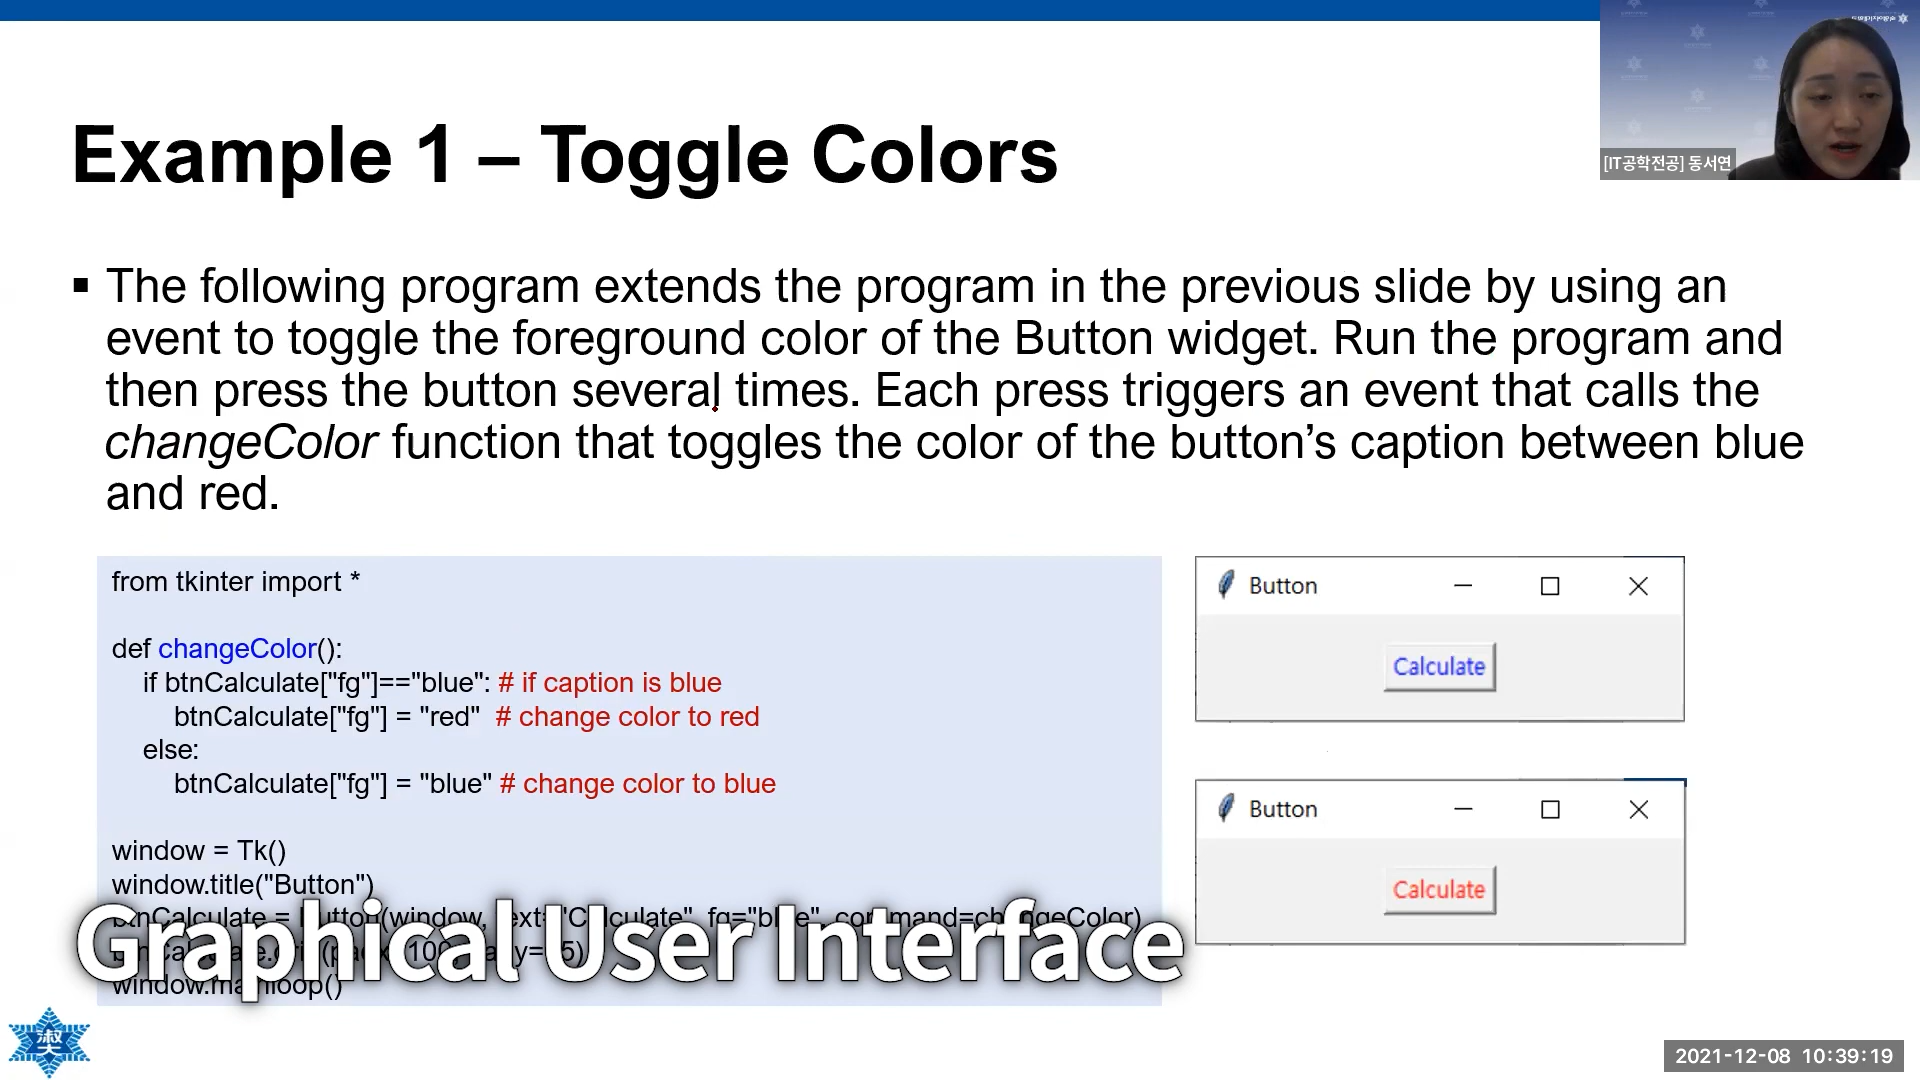 Example 1 – Toggle Colors
[IT공학전공] 동서연
▪ The following program extends the program in the previous slide by using an
event to toggle the foreground color of the Button widget. Run the program and
then press the button several times. Each press triggers an event that calls the
changeColor function that toggles the color of the button’s caption between blue
and red.
from tkinter import *
def changeColor():
if btnCalculate["fg"]=="blue": # if caption is blue
btnCalculate["fg"] = "red" # change color to red
else:
btnCalculate["fg"] = "blue" # change color to blue
window = Tk()
window.title("Button")
btnCalculate = Button(window, text="Calculate", fg="blue", command=changeColor)
window.mainloop()
Graphical User Interface
Button
Calculate
Button
Calculate
淑大
2021-12-08 10:39:19